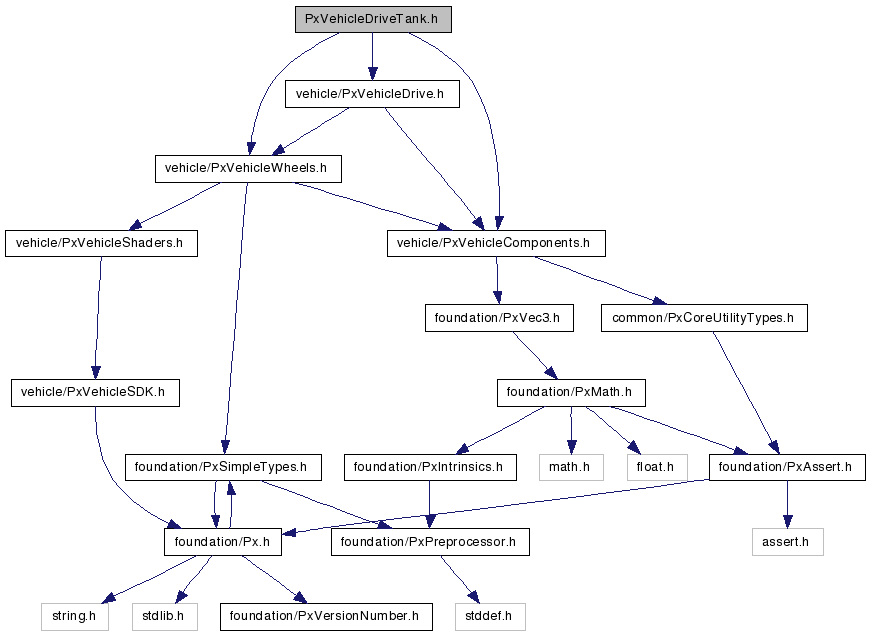 PxVehicleDriveTank.h
vehicle/PxVehicleDrive.h
vehicle/PxVehicleWheels.h
vehicle/PxVehicleShaders.h
vehicle/PxVehicleComponents.h
foundation/PxVec3.h
common/PxCoreUtilityTypes.h
vehicle/PxVehicleSDK.h
foundation/PxMath.h
foundation/PxSimpleTypes.h
foundation/PxIntrinsics.h
math.h
float.h
foundation/PxAssert.h
foundation/Px.h
foundation/PxPreprocessor.h
assert.h
string.h
stdlib.h
foundation/PxVersionNumber.h
stddef.h